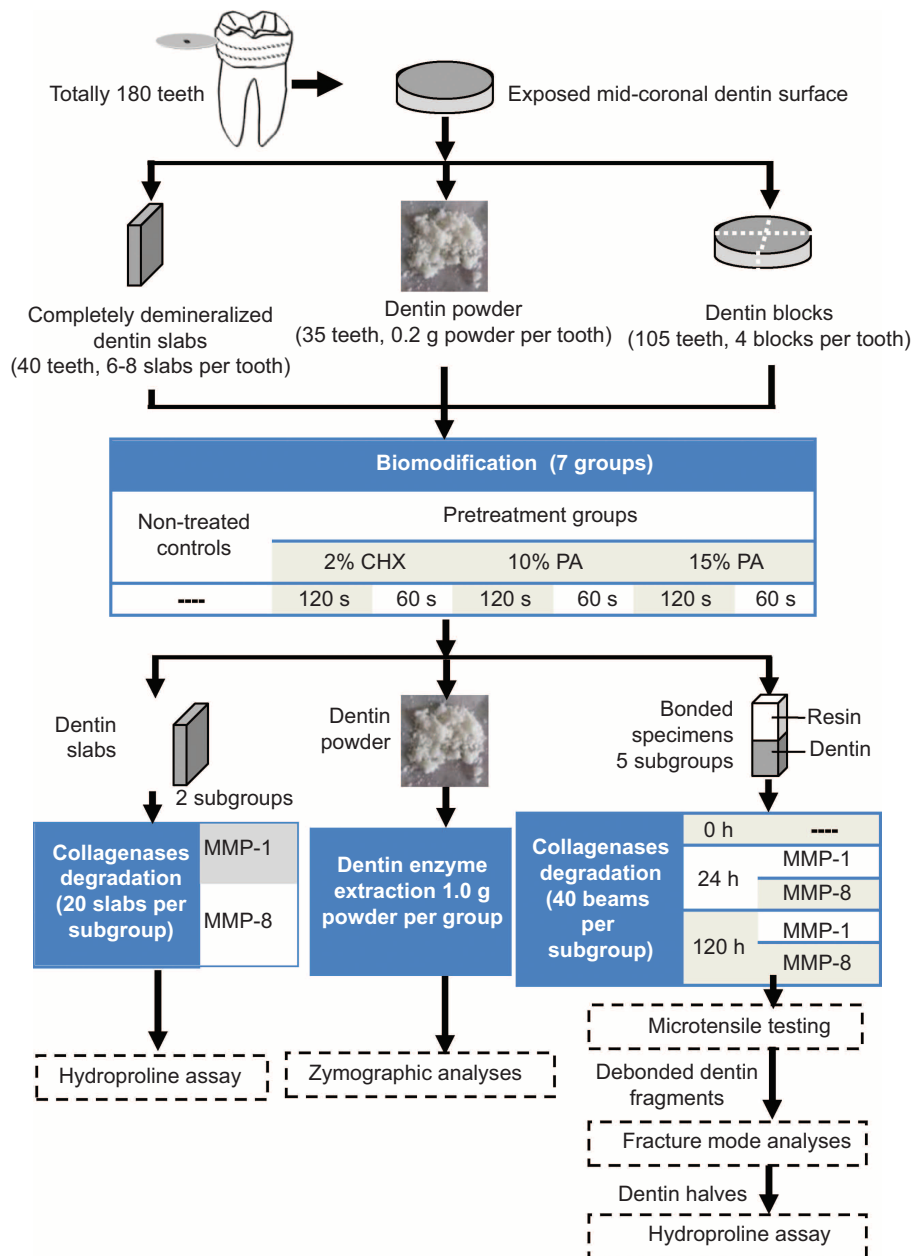 Totally 180 teeth
Exposed mid-coronal dentin surface
Completely demineralized
dentin slabs
(40 teeth, 6-8 slabs per tooth)
Dentin powder
(35 teeth, 0.2 g powder per tooth)
Dentin blocks
(105 teeth, 4 blocks per tooth)
Biomodification (7 groups)
Non-treated
controls
Pretreatment groups
2% CHX 10% PA 15% PA
---- 120 s 60 s 120 s 60 s 120 s 60 s
Dentin
slabs
2 subgroups
Dentin
powder
Bonded
specimens
5 subgroups
Resin
Dentin
Collagenases
degradation
(20 slabs per
subgroup)
MMP-1
MMP-8
Dentin enzyme
extraction 1.0 g
powder per group
Collagenases
degradation
(40 beams
per
subgroup)
0 h ----
24 h
MMP-1
MMP-8
120 h
MMP-1
MMP-8
Hydroproline assay
Zymographic analyses
Microtensile testing
Debonded dentin
fragments
Fracture mode analyses
Dentin halves
Hydroproline assay